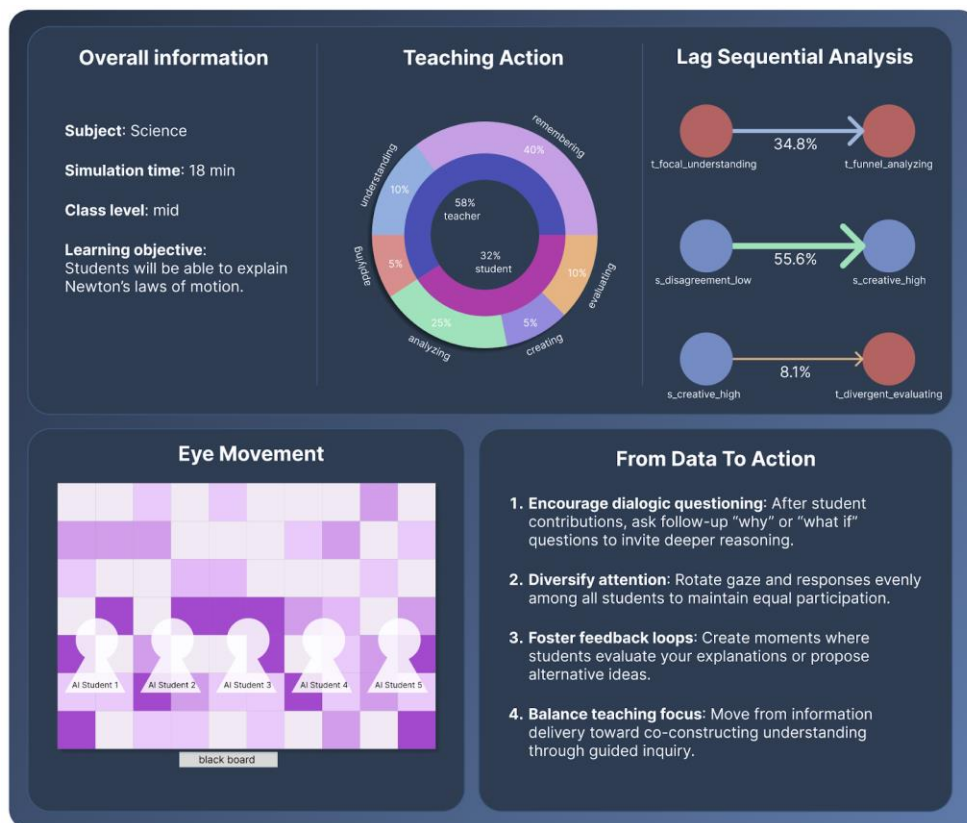 Overall information
Subject: Science
Simulation time: 18 min
Class level: mid
Learning objective:
Students will be able to explain
Newton's laws of motion.
Teaching Action
remembering
40%
understanding
10%
applying
5%
analyzing
25%
creating
5%
evaluating
10%
58%
teacher
32%
student
Lag Sequential Analysis
34.8%
t_focal_understanding
t_funnel_analyzing
55.6%
s_disagreement_low
s_creative_high
8.1%
s_creative_high
t_divergent_evaluating
Eye Movement
AI Student 1
AI Student 2
AI Student 3
AI Student 4
AI Student 5
black board
From Data To Action
1. Encourage dialogic questioning: After
student contributions, ask follow-up “why” or “what if”
questions to invite deeper reasoning.
2. Diversify attention: Rotate gaze and responses evenly
among all students to maintain equal participation.
3. Foster feedback loops: Create moments where
students evaluate your explanations or propose
alternative ideas.
4. Balance teaching focus: Move from information
delivery toward co-constructing understanding
through guided inquiry.